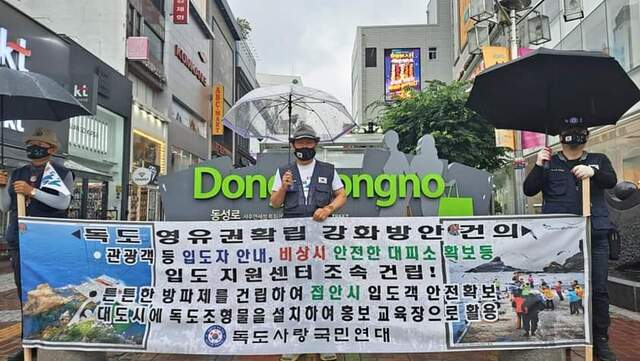 kt
kt
KOLPING
ABC MART
Dongseongno
동성로
독도 영유권확립 강화방안 건의
관광객 등 입도자 안내, 비상시 안전한 대피소 확보등
입도 지원센터 조속 건립!
튼튼한 방파제를 건립하여 접안시 입도객 안전확보
대도시에 독도조형물을 설치하여 홍보 교육장으로 활용
독도사랑국민연대